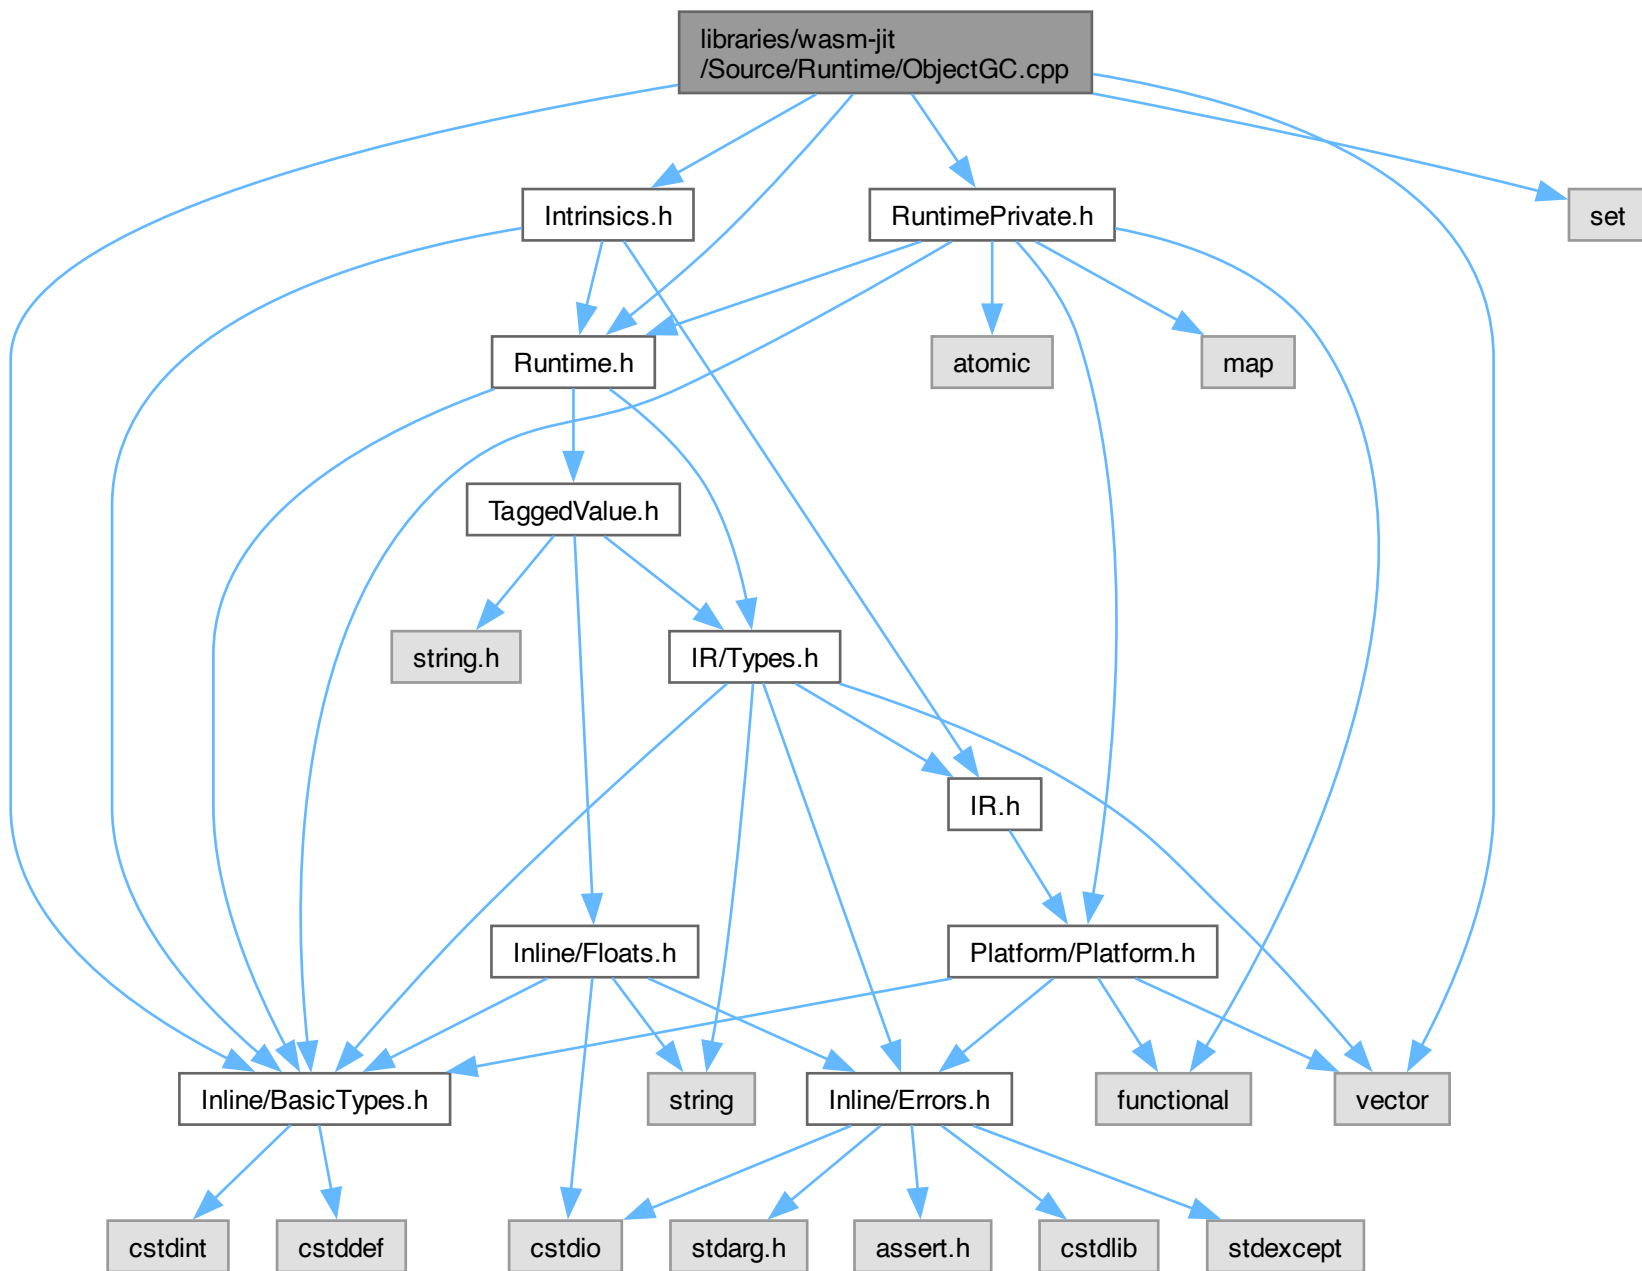 libraries/wasm-jit
/Source/Runtime/ObjectGC.cpp
Intrinsics.h
RuntimePrivate.h
set
Runtime.h
atomic
map
TaggedValue.h
string.h
IR/Types.h
IR.h
Inline/Floats.h
Platform/Platform.h
Inline/BasicTypes.h
string
Inline/Errors.h
functional
vector
cstdint
cstddef
cstdio
stdarg.h
assert.h
cstdlib
stdexcept